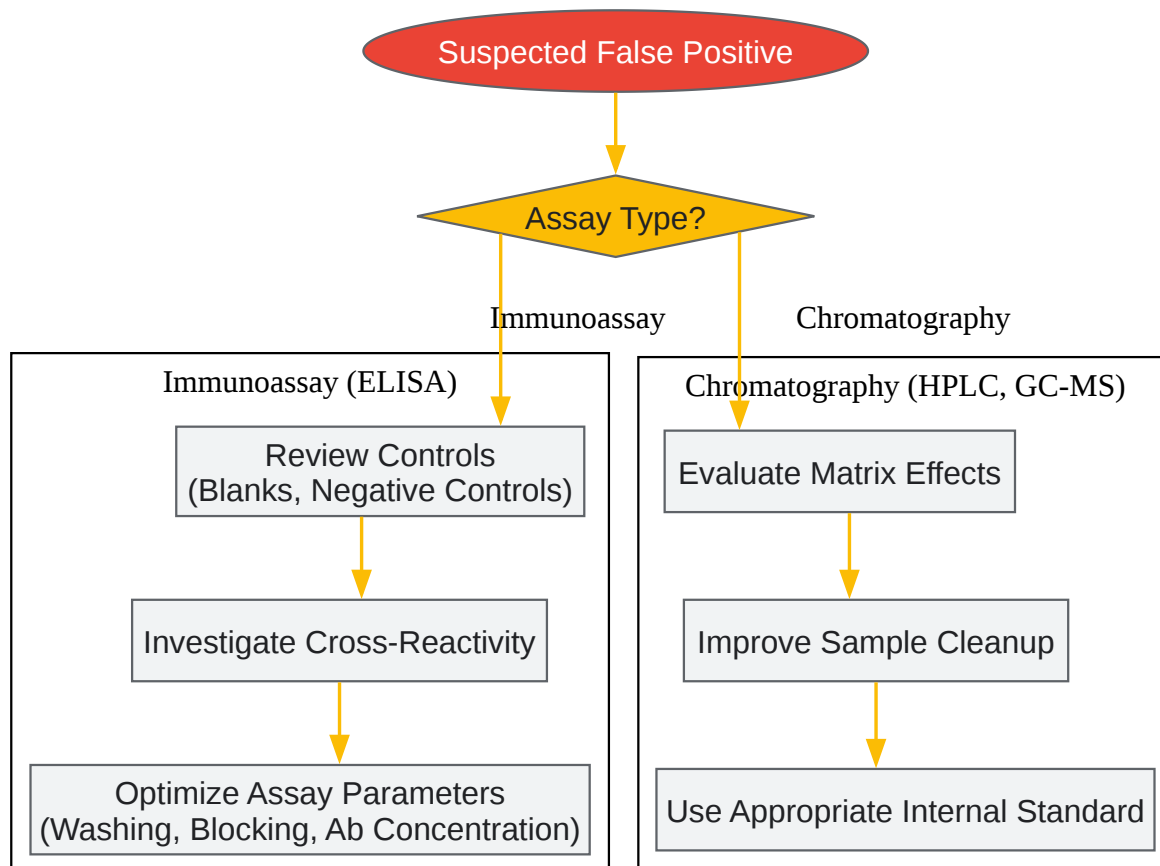 Suspected False Positive
Assay Type?
Immunoassay
Chromatography
Immunoassay (ELISA)
Review Controls
(Blanks, Negative Controls)
Investigate Cross-Reactivity
Optimize Assay Parameters
(Washing, Blocking, Ab Concentration)
Chromatography (HPLC, GC-MS)
Evaluate Matrix Effects
Improve Sample Cleanup
Use Appropriate Internal Standard